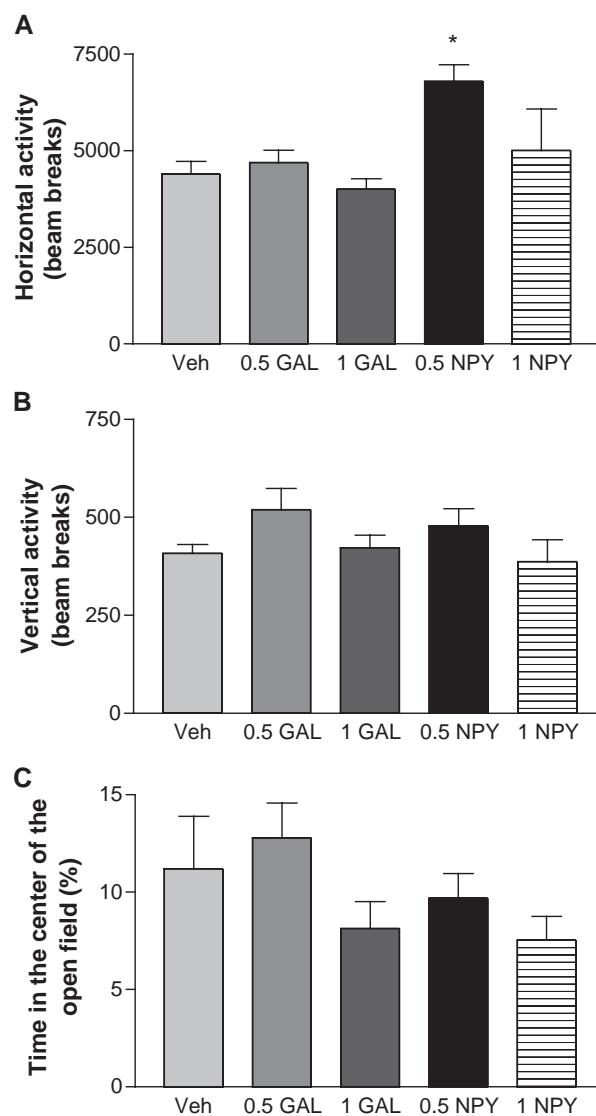 A
Horizontal activity
(beam breaks)
7500
5000
2500
0
*
Veh 0.5 GAL 1 GAL 0.5 NPY 1 NPY
B
Vertical activity
(beam breaks)
750
500
250
0
Veh 0.5 GAL 1 GAL 0.5 NPY 1 NPY
C
Time in the center of the
open field (%)
15
10
5
0
Veh 0.5 GAL 1 GAL 0.5 NPY 1 NPY